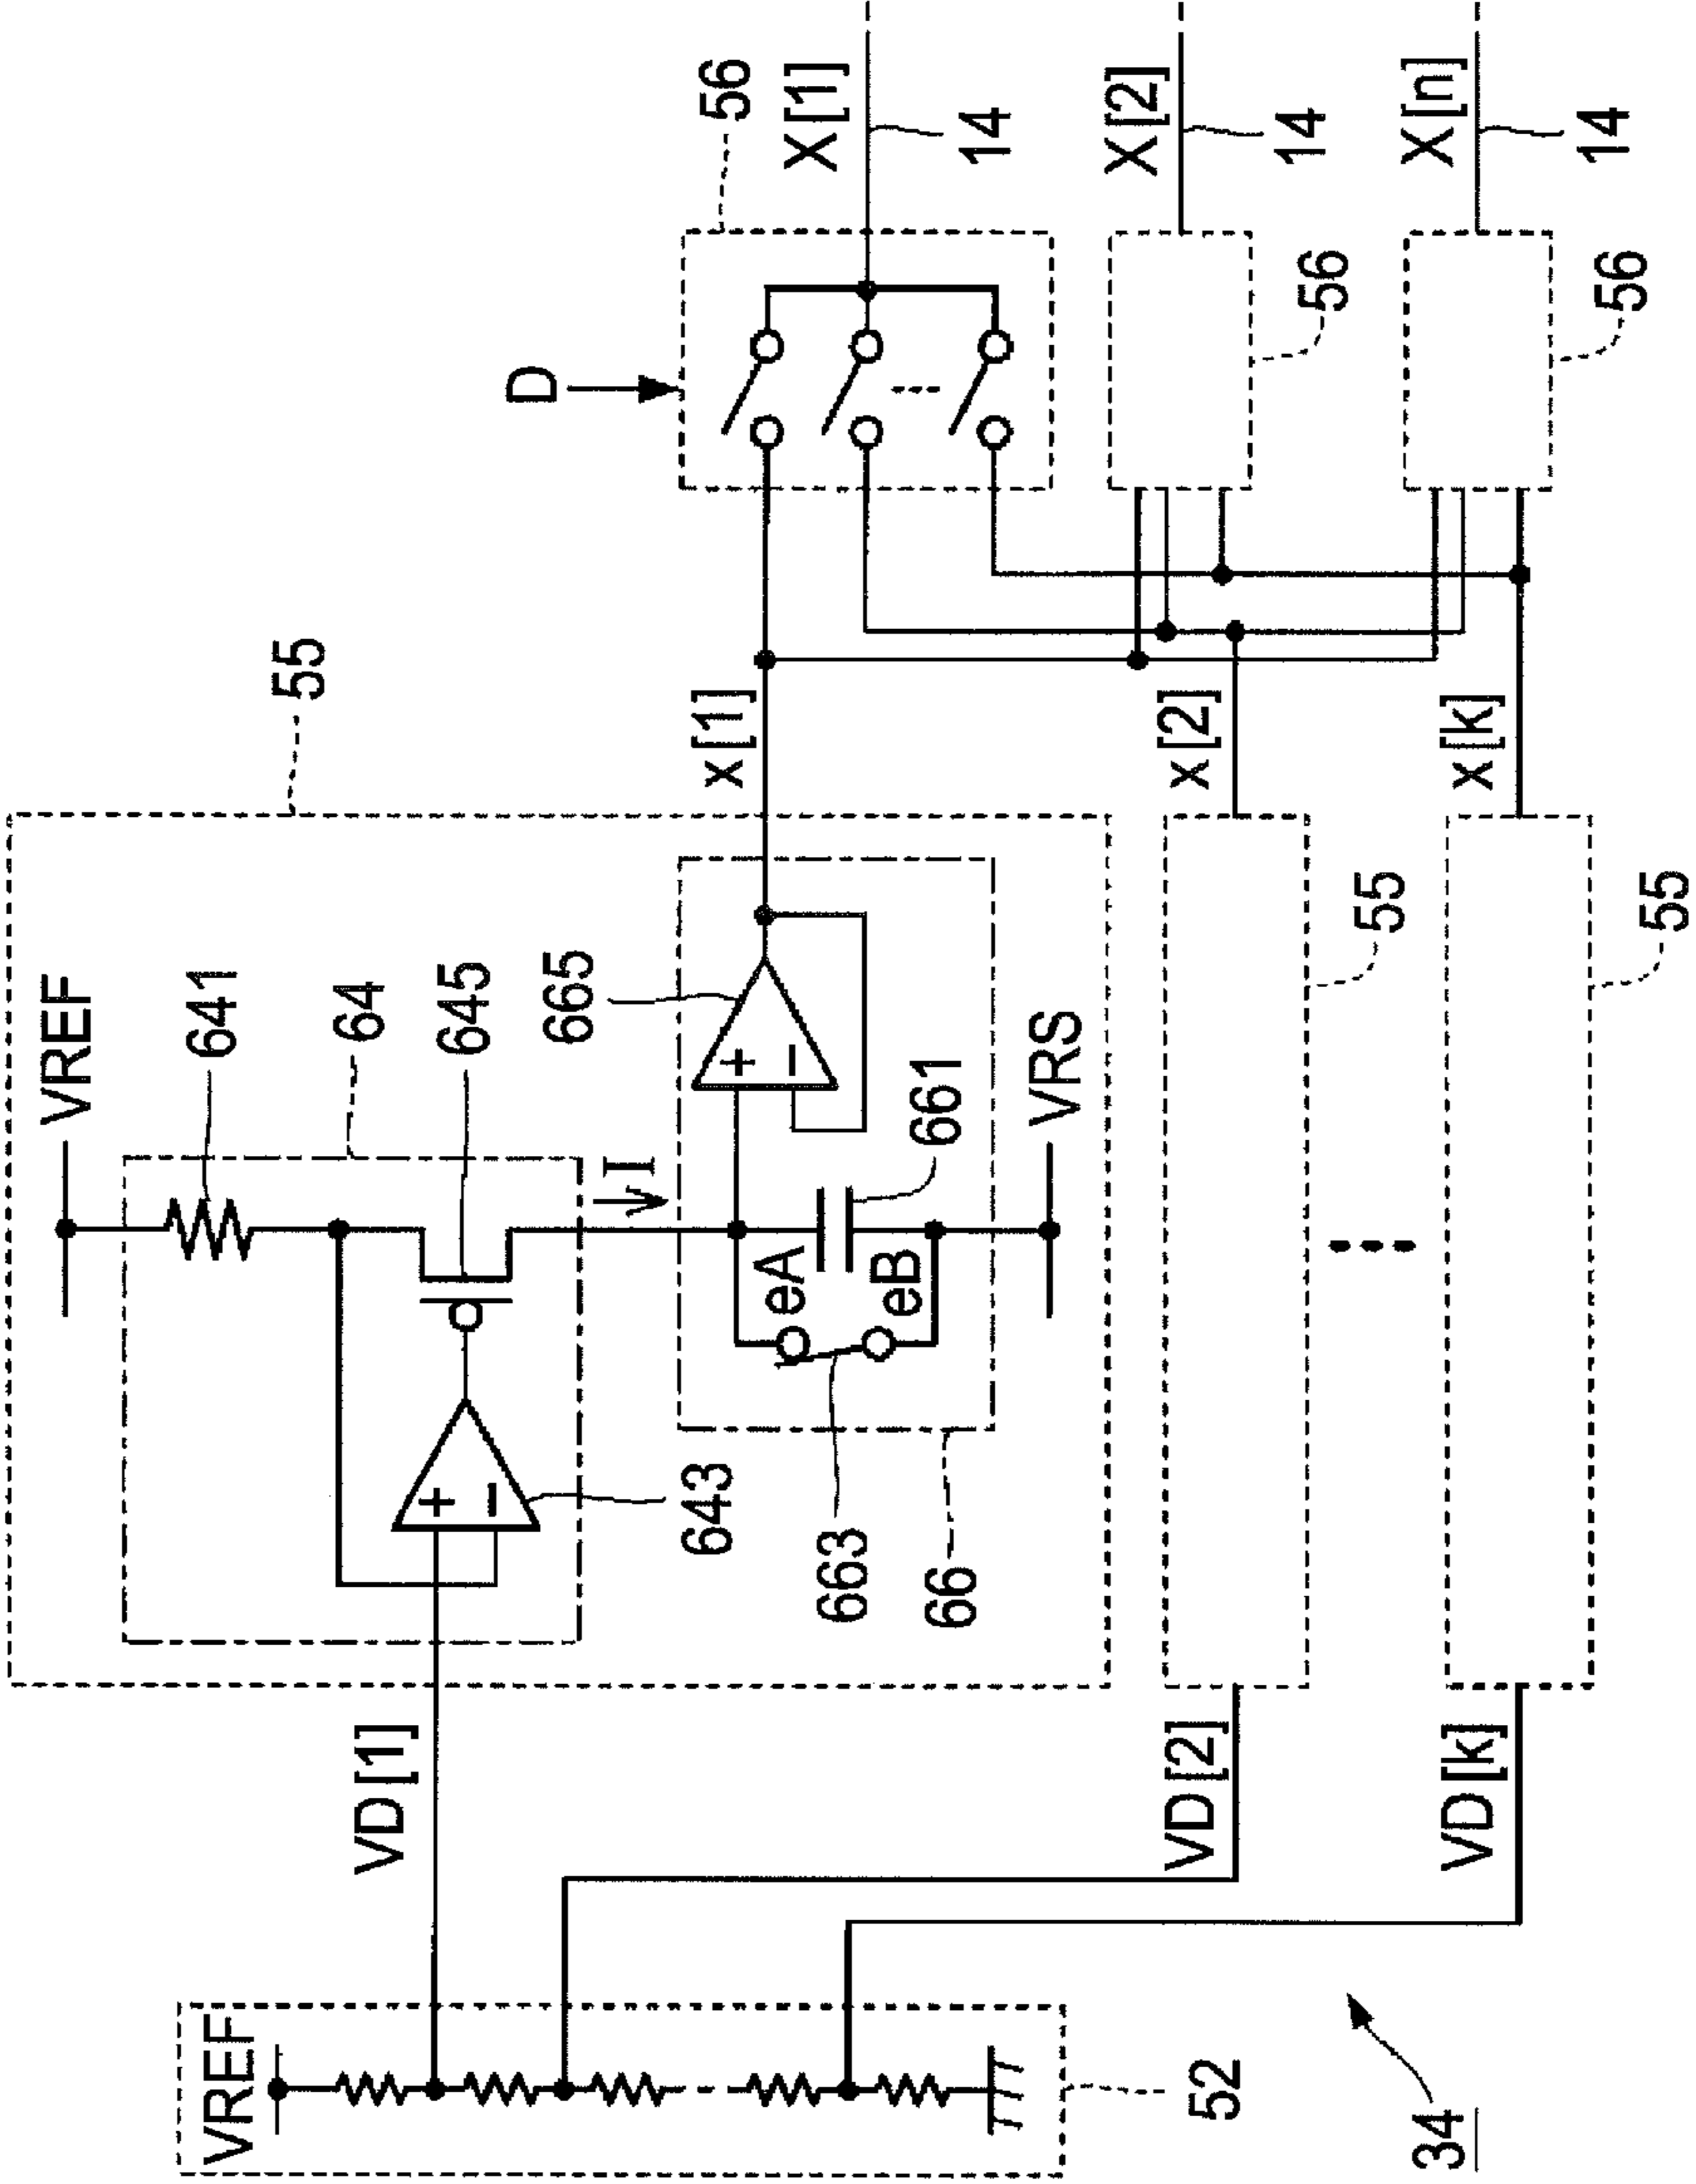 VREF
641
64
645
665
55
VREF
VD [1]
643
663
66
I
eA
eB
661
VRS
x [1]
D
56
X [1]
14
52
VD [2]
55
x [2]
56
X [2]
14
VD [k]
55
x [k]
56
X [n]
14
34